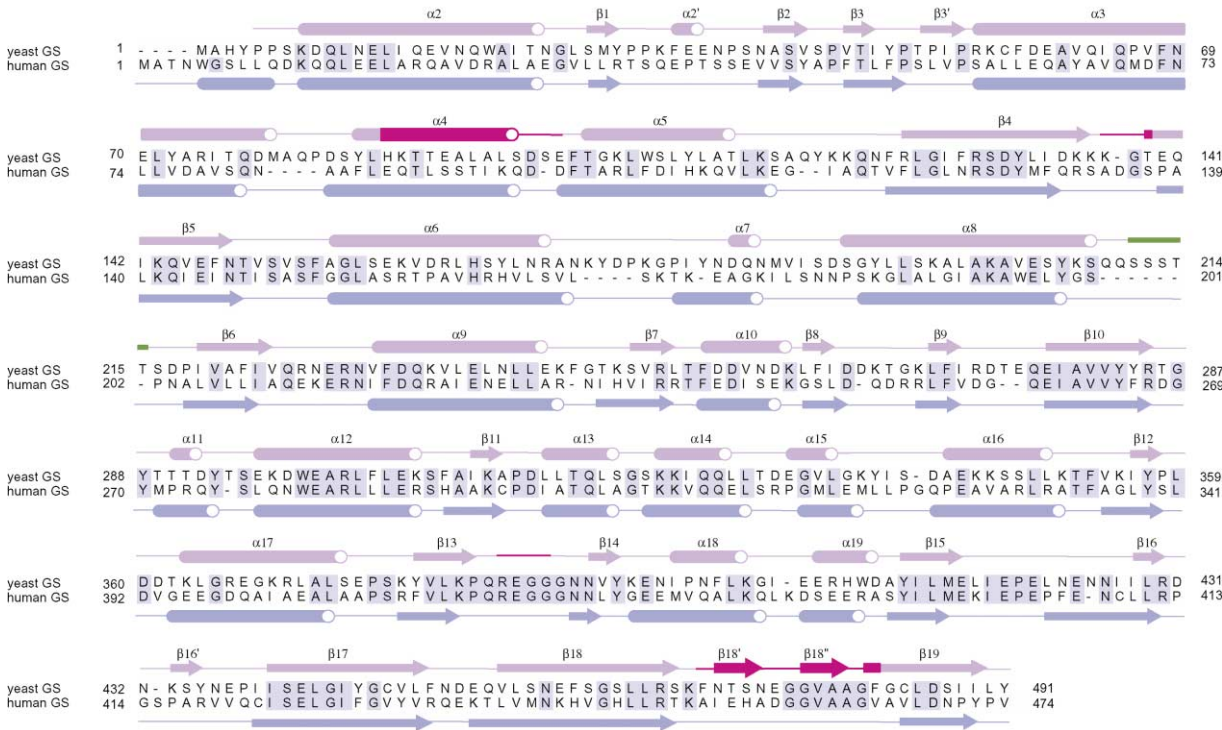 α2 β1 α2' β2 β3 β3' α3
yeast GS 1 - - - - M A H Y P P S K D Q L N E L I Q E V N Q W A I T N G L S M Y P P K F E E N P S N A S V S P V T I Y P T P I P R K C F D E A V Q I Q P V F N 69
human GS 1 M A T N W G S L L Q D K Q Q L E E L A R Q A V D R A L A E G V L L R T S Q E P T S S E V V S Y A P F T L F P S L V P S A L L E Q A Y A V Q M D F N 73
α4 α5 β4
yeast GS 70 E L Y A R I T Q D M A Q P D S Y L H K T T E A L A L S D S E F T G K L W S L Y L A T L K S A Q Y K K Q N F R L G I F R S D Y L I D K K K - G T E Q 141
human GS 74 L L V D A V S Q N - - - - A A F L E Q T L S S T I K Q D - D F T A R L F D I H K Q V L K E G - - I A Q T V F L G L N R S D Y M F Q R S A D G S P A 139
β5 α6 α7 α8
yeast GS 142 L K Q V E F N T V S V S F A G L S E K V D R L H S Y L N R A N K Y D P K G P I Y N D Q N M V I S D S G Y L L S K A L A K A V E S Y K S Q Q S S S T 214
human GS 140 L K Q I E I N T I S A S F G G L A S R T P A V H R H V L S V L - - - - S K T K - E A G K I L S N N P S K G L A L G I A K A W E L Y G S - - - - - - 201
β6 α9 β7 α10 β8 β9 β10
yeast GS 215 T S D P I V A F I V Q R N E R N V F D Q K V L E L N L L E K F G T K S V R L T F D D V N D K L F I D D K T G K L F I R D T E Q E I A V V Y Y R T G 287
human GS 202 - P N A L V L L I A Q E K E R N I F D Q R A I E N E L L A R - N I H V I R R T F E D I S E K G S L D - Q D R R L F V D G - - Q E I A V V Y F R D G 269
α11 α12 β11 α13 α14 α15 α16 β12
yeast GS 288 Y T T T D Y T S E K D W E A R L F L E K S F A I K A P D L L T Q L S G S K K I Q Q L L T D E G V L G K Y I S - D A E K K S S L L K T F V K I Y P L 359
human GS 270 Y M P R Q Y - S L Q N W E A R L L L E R S H A A K C P D I A T Q L A G T K K V Q Q E L S R P G M L E M L L P G Q P E A V A R L R A T F A G L Y S L 341
α17 β13 β14 α18 α19 β15 β16
yeast GS 360 D D T K L G R E G K R L A L S E P S K Y V L K P Q R E G G G N N V Y K E N I P N F L K G I - E E R H W D A Y I L M E L I E P E L N E N N I I L R D 431
human GS 392 D V G E E G D Q A I A E A L A A P S R F V L K P Q R E G G G N N L Y G E E M V Q A L K Q L K D S E E R A S Y I L M E K I E P E P F E - N C L L R P 413
β16' β17 β18 β18' β18" β19
yeast GS 432 N - K S Y N E P I I S E L G I Y G C V L F N D E Q V L S N E F S G S L L R S K F N T S N E G G V A A G F G C L D S I I L Y 491
human GS 414 G S P A R V V Q C I S E L G I F G V Y V R Q E K T L V M N K H V G H L L R T K A I E H A D G G V A A G V A V L D N P Y P V 474